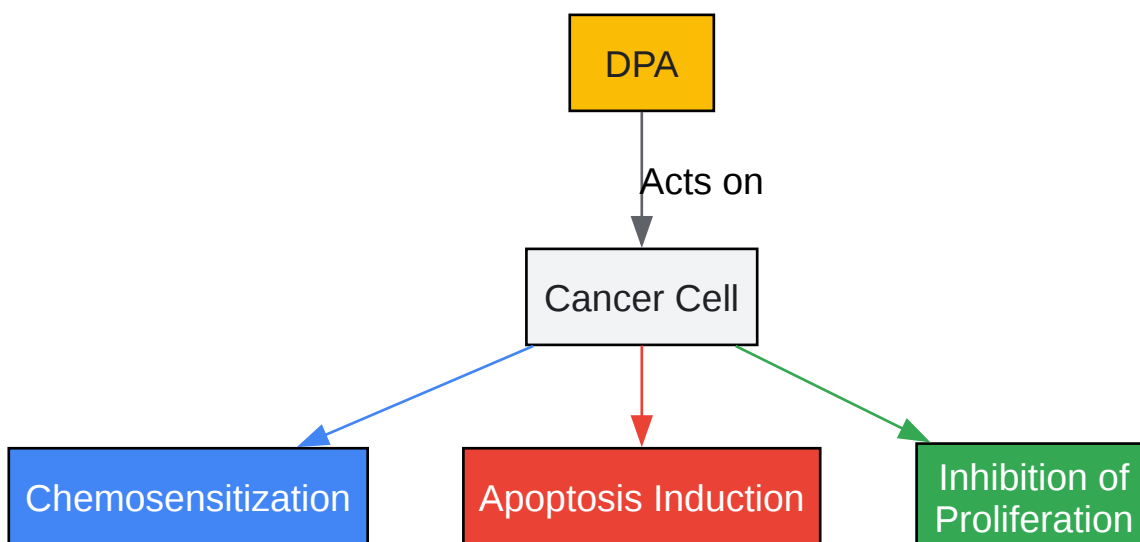 DPA
Acts on
Cancer Cell
Chemosensitization
Apoptosis Induction
Inhibition of
Proliferation